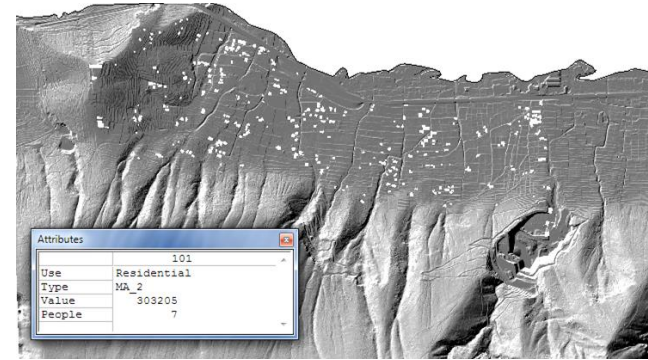 Attributes
101
Use Residential
Type MA_2
Value 303205
People 7